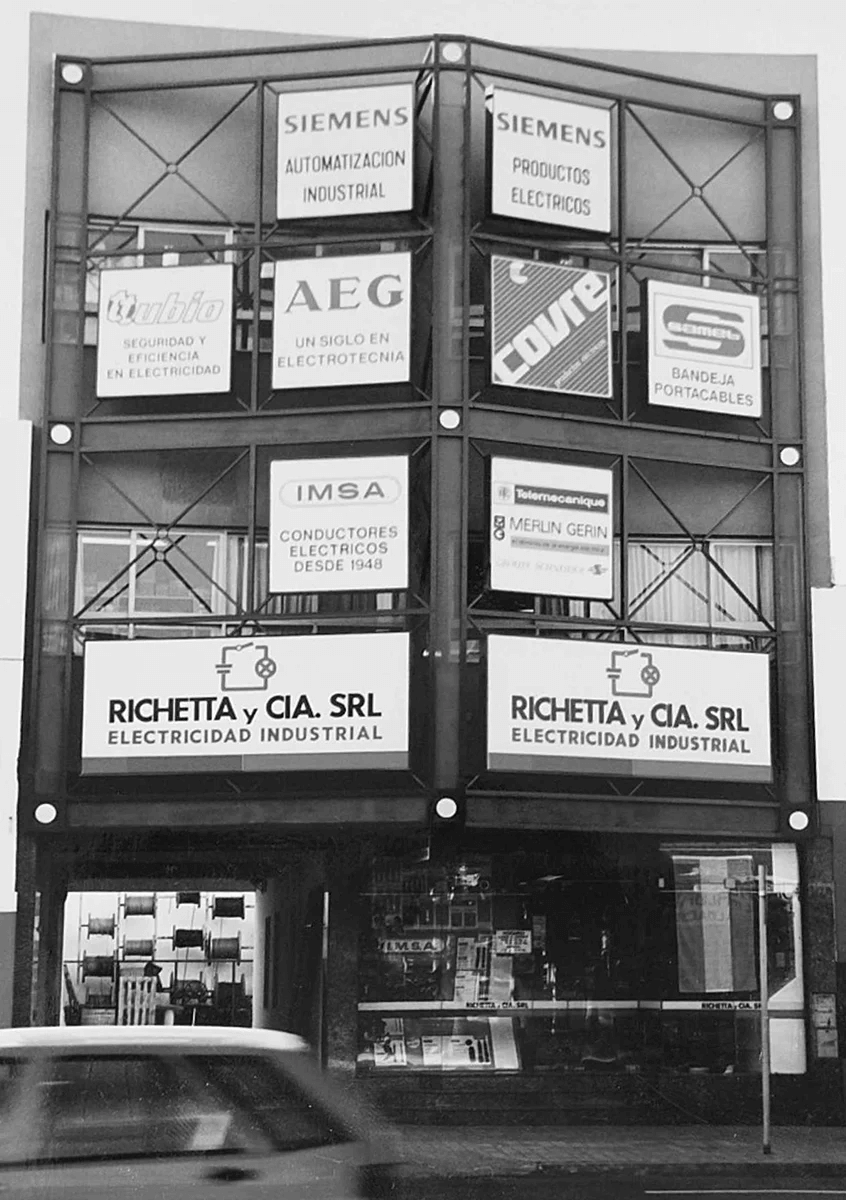 SIEMENS
AUTOMATIZACION
INDUSTRIAL
SIEMENS
PRODUCTOS
ELECTRICOS
ttubio
SEGURIDAD Y
EFICIENCIA
EN ELECTRICIDAD
AEG
UN SIGLO EN
ELECTROTECNIA
COVRE
BANDEJA
PORTACABLES
IMSA
CONDUCTORES
ELECTRICOS
DESDE 1948
Telemecanique
MERLIN GERIN
RICHETTA y CIA. SRL
ELECTRICIDAD INDUSTRIAL
RICHETTA y CIA. SRL
ELECTRICIDAD INDUSTRIAL
I.M.S.A.
RICHETTA y CIA. SRL
RICHETTA y CIA. SRL